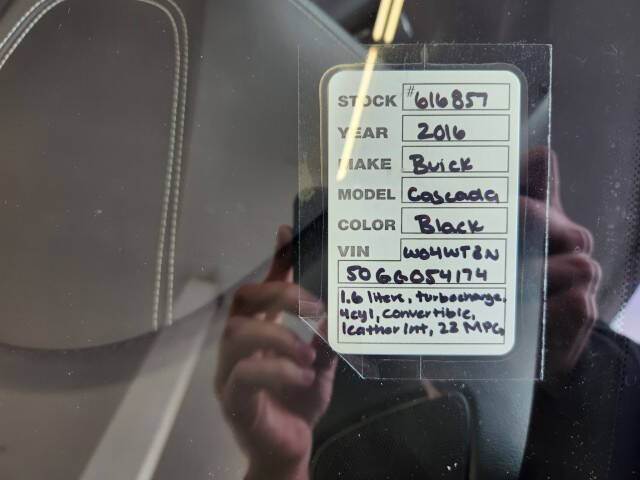 STOCK #616857
YEAR 2016
MAKE Buick
MODEL Cascada
COLOR Black
VIN W04WT3N
50GG054174
1.6 liters, turbocharge,
4cyl, convertible,
leather int, 23 MPG